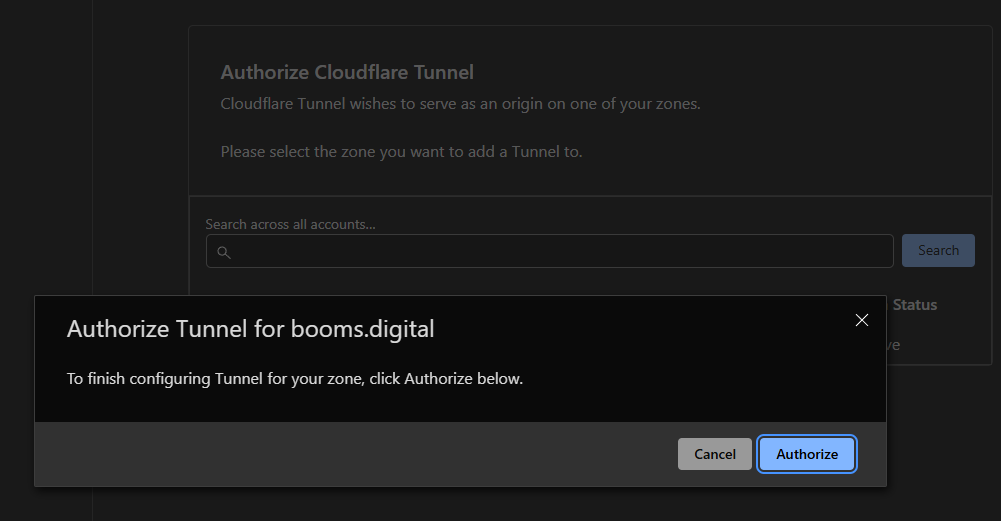 Authorize Cloudflare Tunnel
Cloudflare Tunnel wishes to serve as an origin on one of your zones.
Please select the zone you want to add a Tunnel to.
Search across all accounts...
Search
Status
Authorize Tunnel for booms.digital
To finish configuring Tunnel for your zone, click Authorize below.
Cancel
Authorize